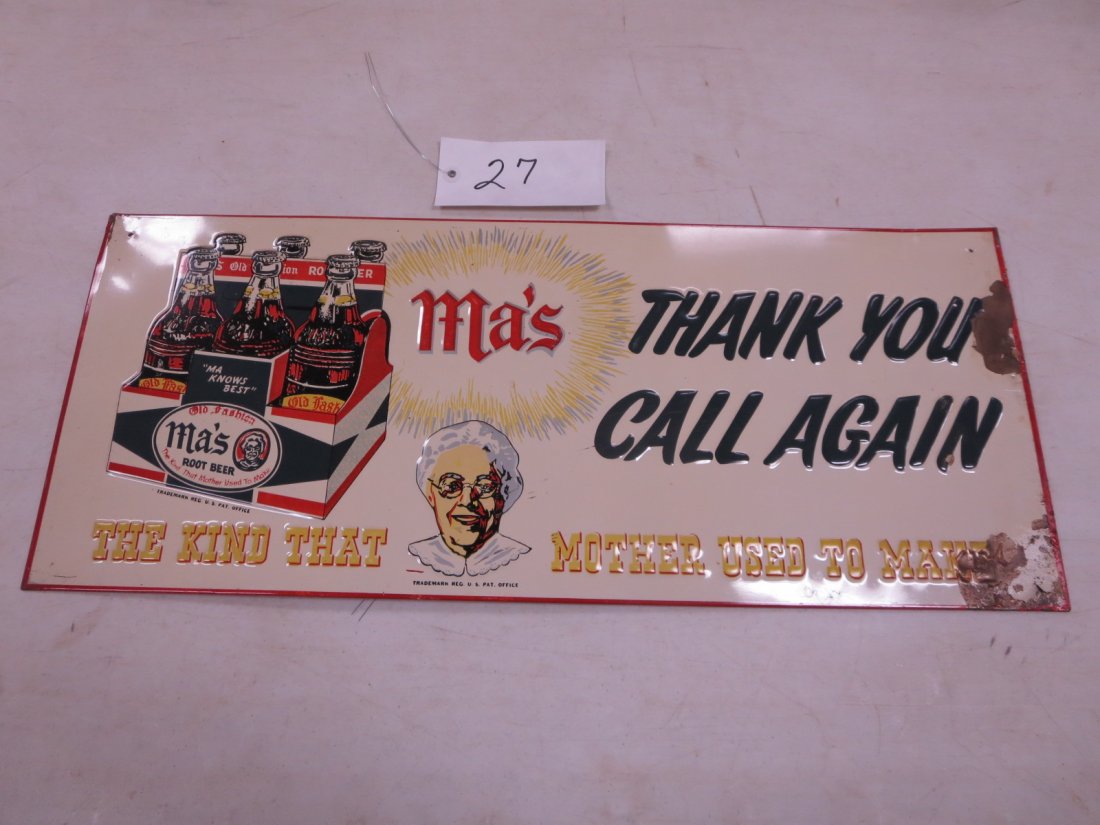 27
Ma's
THANK YOU
CALL AGAIN
Old Fashion ROOT BEER
"MA
KNOWS
BEST"
Old Fash
Old Fashion
Ma's
ROOT BEER
The Kind That Mother Used To Make
TRADEMARK REG. U. S. PAT. OFFICE
THE KIND THAT MOTHER USED TO MAKE
TRADEMARK REG. U. S. PAT. OFFICE